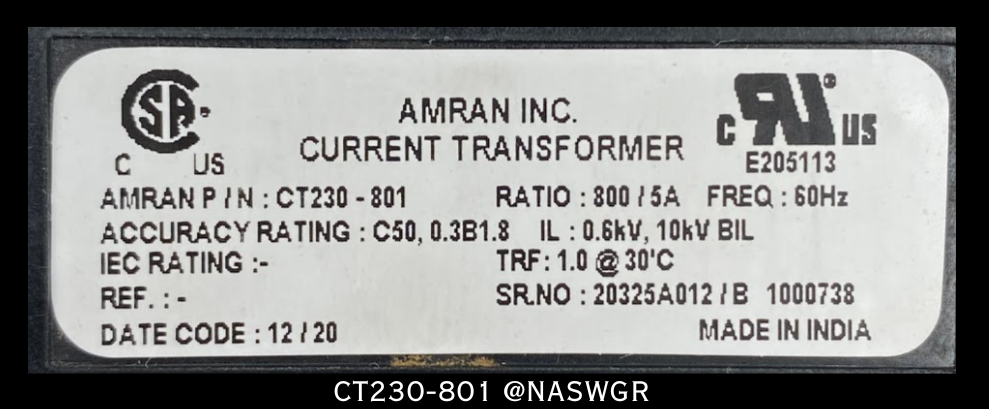 AMRAN INC.
CURRENT TRANSFORMER
C US
C US
E205113
AMRAN P / N : CT230 - 801 RATIO : 800 / 5A FREQ : 60Hz
ACCURACY RATING : C50, 0.3B1.8 IL : 0.6kV, 10kV BIL
IEC RATING :- TRF: 1.0 @ 30'C
REF. : - SR.NO : 20325A012 / B 1000738
DATE CODE : 12 / 20 MADE IN INDIA
CT230-801 @NASWGR